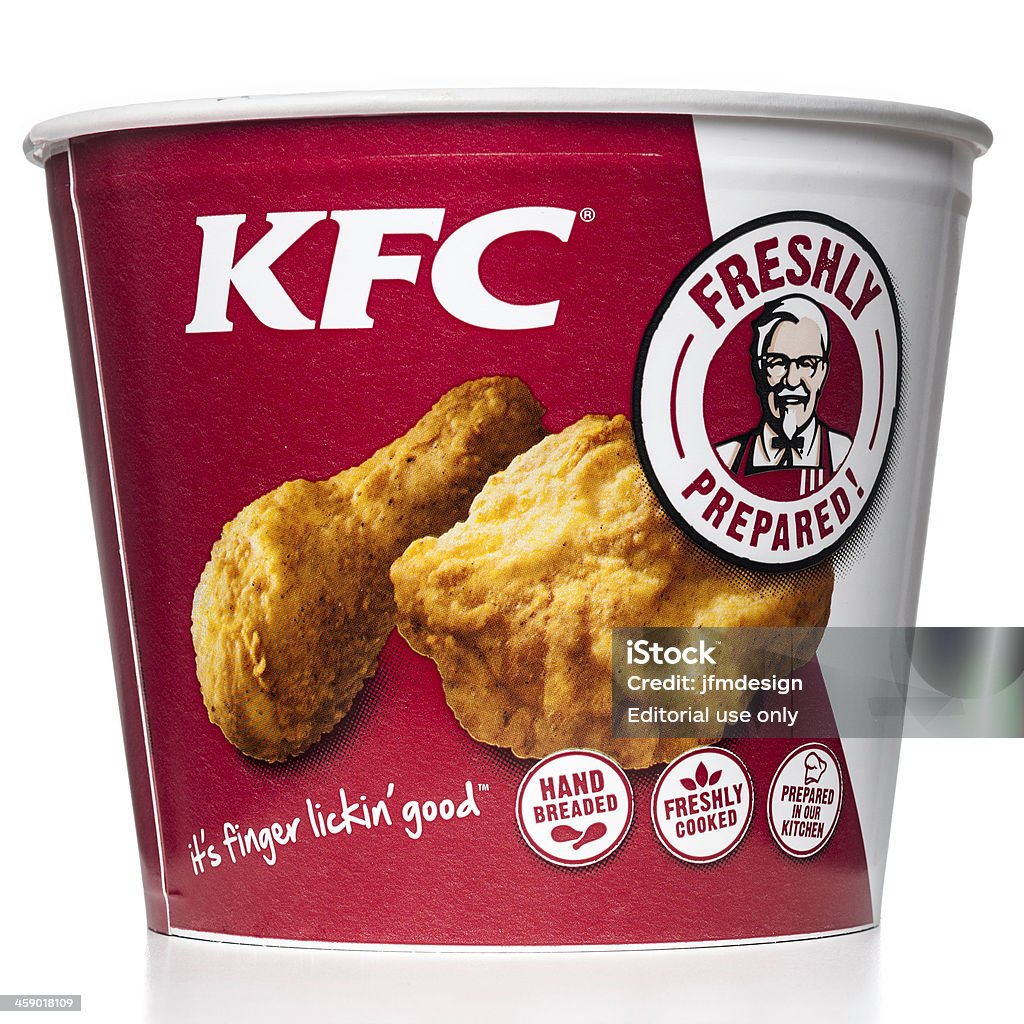 KFC®
FRESHLY
PREPARED!
iStock™
Credit: jfmdesign
Editorial use only
it's finger lickin' good™
HAND
BREADED
FRESHLY
COOKED
PREPARED
IN OUR
KITCHEN
459018109